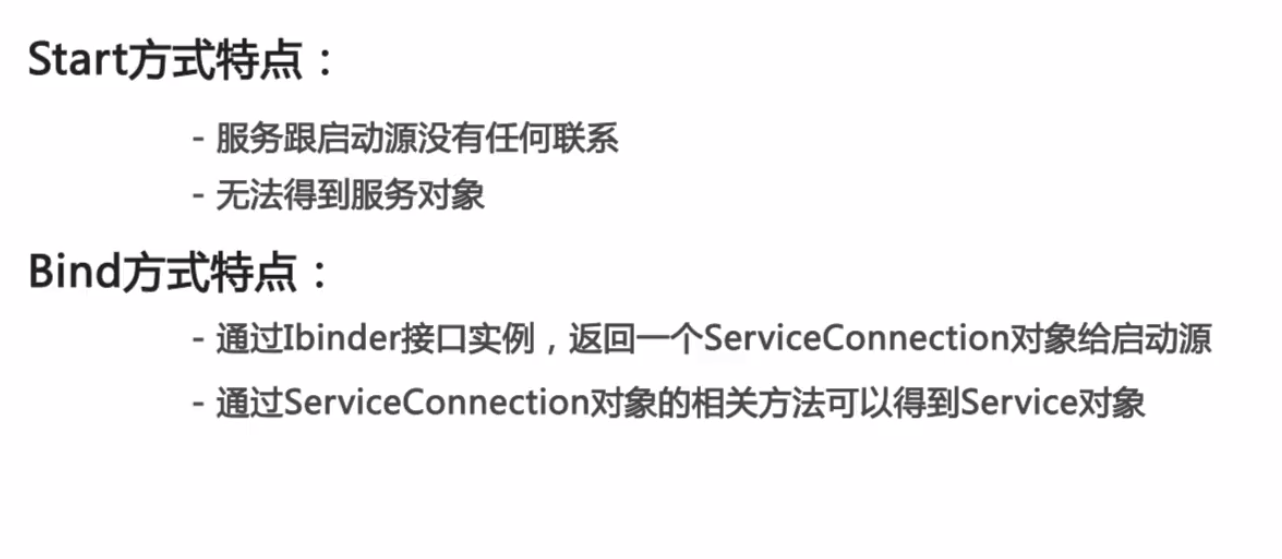 Start方式特点：
- 服务跟启动源没有任何联系
- 无法得到服务对象
Bind方式特点：
- 通过Ibinder接口实例，返回一个ServiceConnection对象给启动源
- 通过ServiceConnection对象的相关方法可以得到Service对象